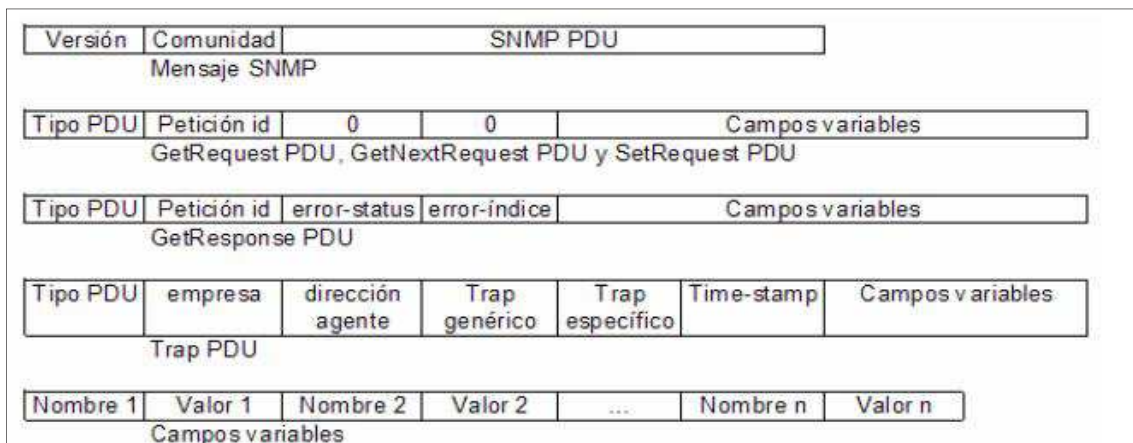 Versión Comunidad SNMP PDU
Mensaje SNMP
Tipo PDU Petición id 0 0 Campos variables
GetRequest PDU, GetNextRequest PDU y SetRequest PDU
Tipo PDU Petición id error-status error-índice Campos variables
GetResponse PDU
Tipo PDU empresa dirección agente Trap genérico Trap específico Time-stamp Campos variables
Trap PDU
Nombre 1 Valor 1 Nombre 2 Valor 2 ... Nombre n Valor n
Campos variables